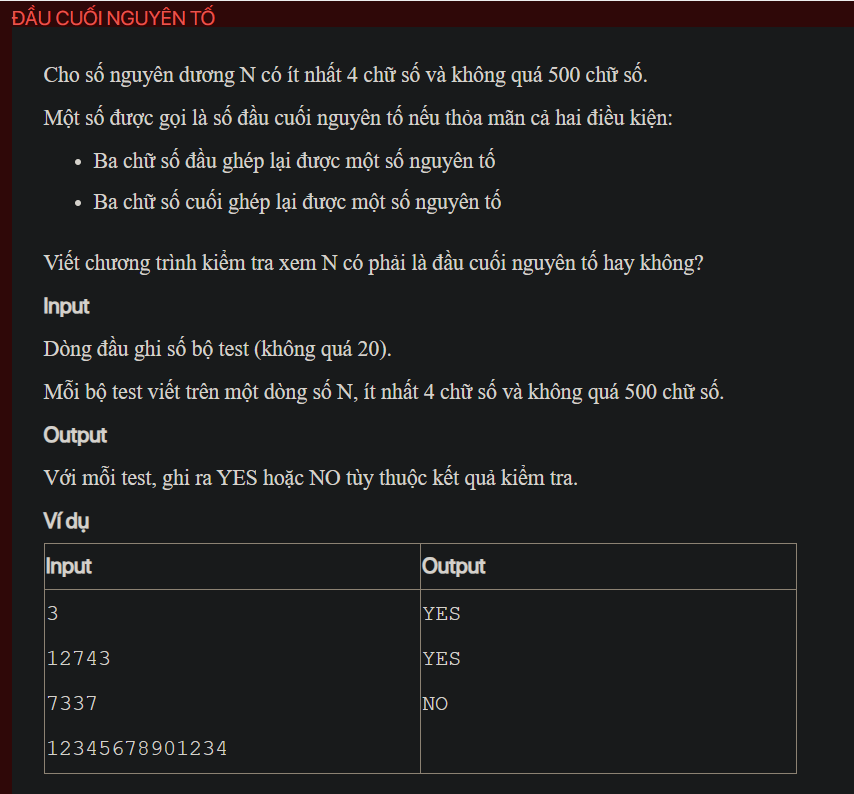 ĐẦU CUỐI NGUYÊN TỐ
Cho số nguyên dương N có ít nhất 4 chữ số và không quá 500 chữ số.
Một số được gọi là số đầu cuối nguyên tố nếu thỏa mãn cả hai điều kiện:
• Ba chữ số đầu ghép lại được một số nguyên tố
• Ba chữ số cuối ghép lại được một số nguyên tố
Viết chương trình kiểm tra xem N có phải là đầu cuối nguyên tố hay không?
Input
Dòng đầu ghi số bộ test (không quá 20).
Mỗi bộ test viết trên một dòng số N, ít nhất 4 chữ số và không quá 500 chữ số.
Output
Với mỗi test, ghi ra YES hoặc NO tùy thuộc kết quả kiểm tra.
Ví dụ
Input Output
3 YES
12743 YES
7337 NO
12345678901234